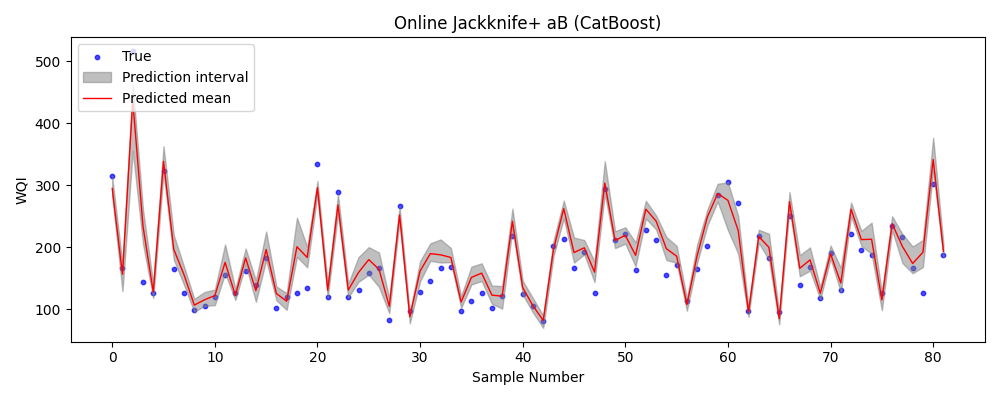 Online Jackknife+ aB (CatBoost)
True
Prediction interval
Predicted mean
WQI
500
400
300
200
100
0 10 20 30 40 50 60 70 80
Sample Number